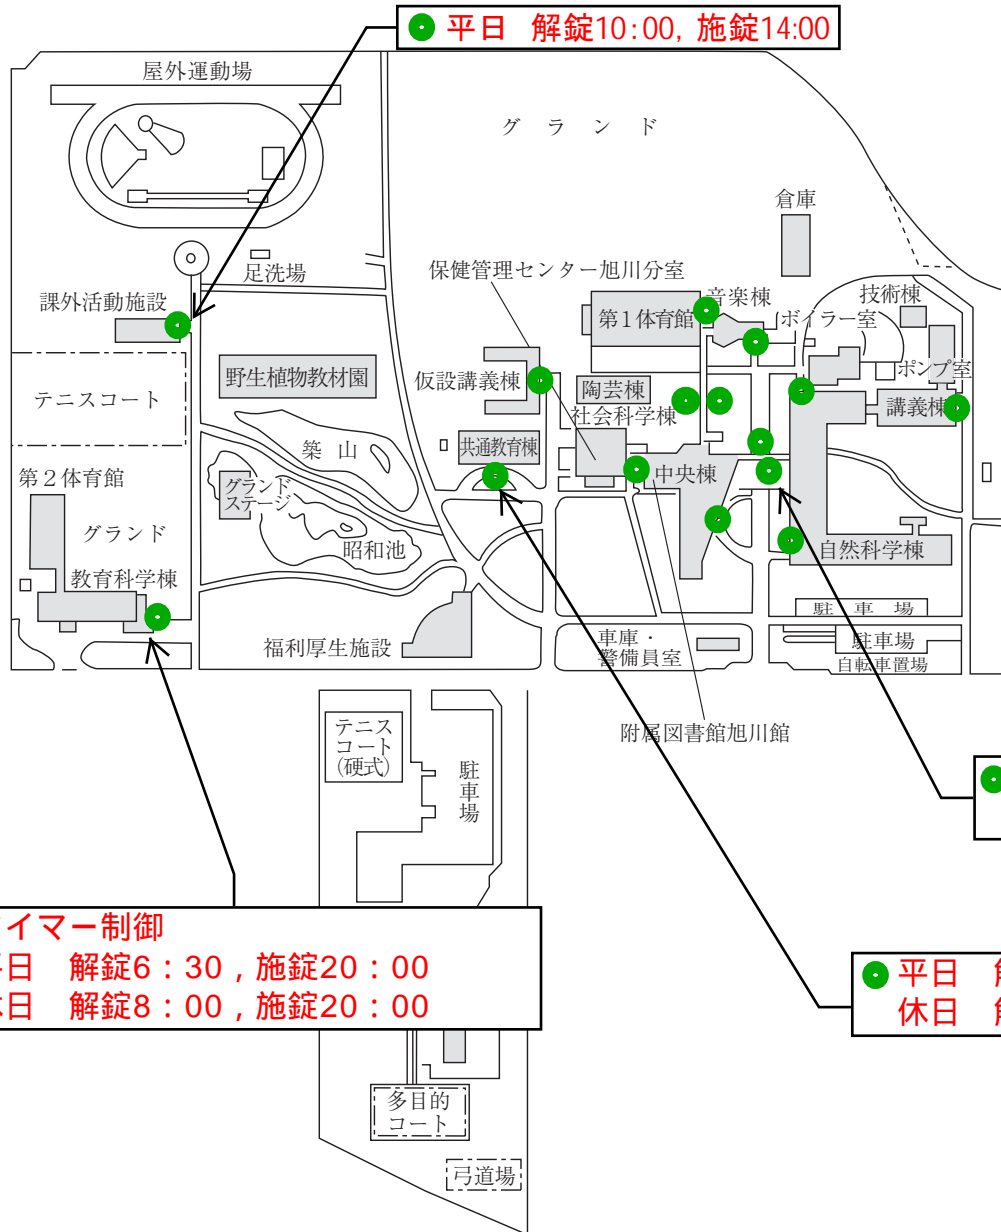 平日　解錠10:00, 施錠14:00
屋外運動場
グ ラ ン ド
倉庫
足洗場
保健管理センター旭川分室
課外活動施設
音楽棟
技術棟
第1体育館
ボイラー室
野生植物教材園
仮設講義棟
陶芸棟
ポンプ室
テニスコート
社会科学棟
講義棟
築 山
共通教育棟
第2体育館
中央棟
グランド
ステージ
グランド
昭和池
自然科学棟
教育科学棟
駐 車 場
福利厚生施設
車庫・
警備員室
駐車場
自転車置場
附属図書館旭川館
テニス
コート
(硬式)
駐車場
イマー制御
日　解錠6：30 , 施錠20：00
日　解錠8：00 , 施錠20：00
平日
休日
多目的
コート
弓道場